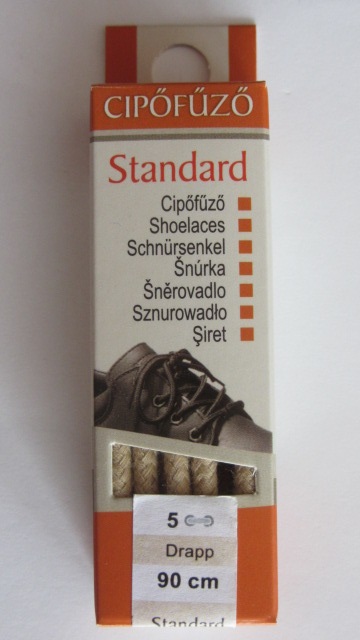 CIPŐFŰZŐ
Standard
Cipőfűző
Shoelaces
Schnürsenkel
Šnúrka
Šněrovadlo
Sznurowadło
Şiret
5
Drapp
90 cm
Standard